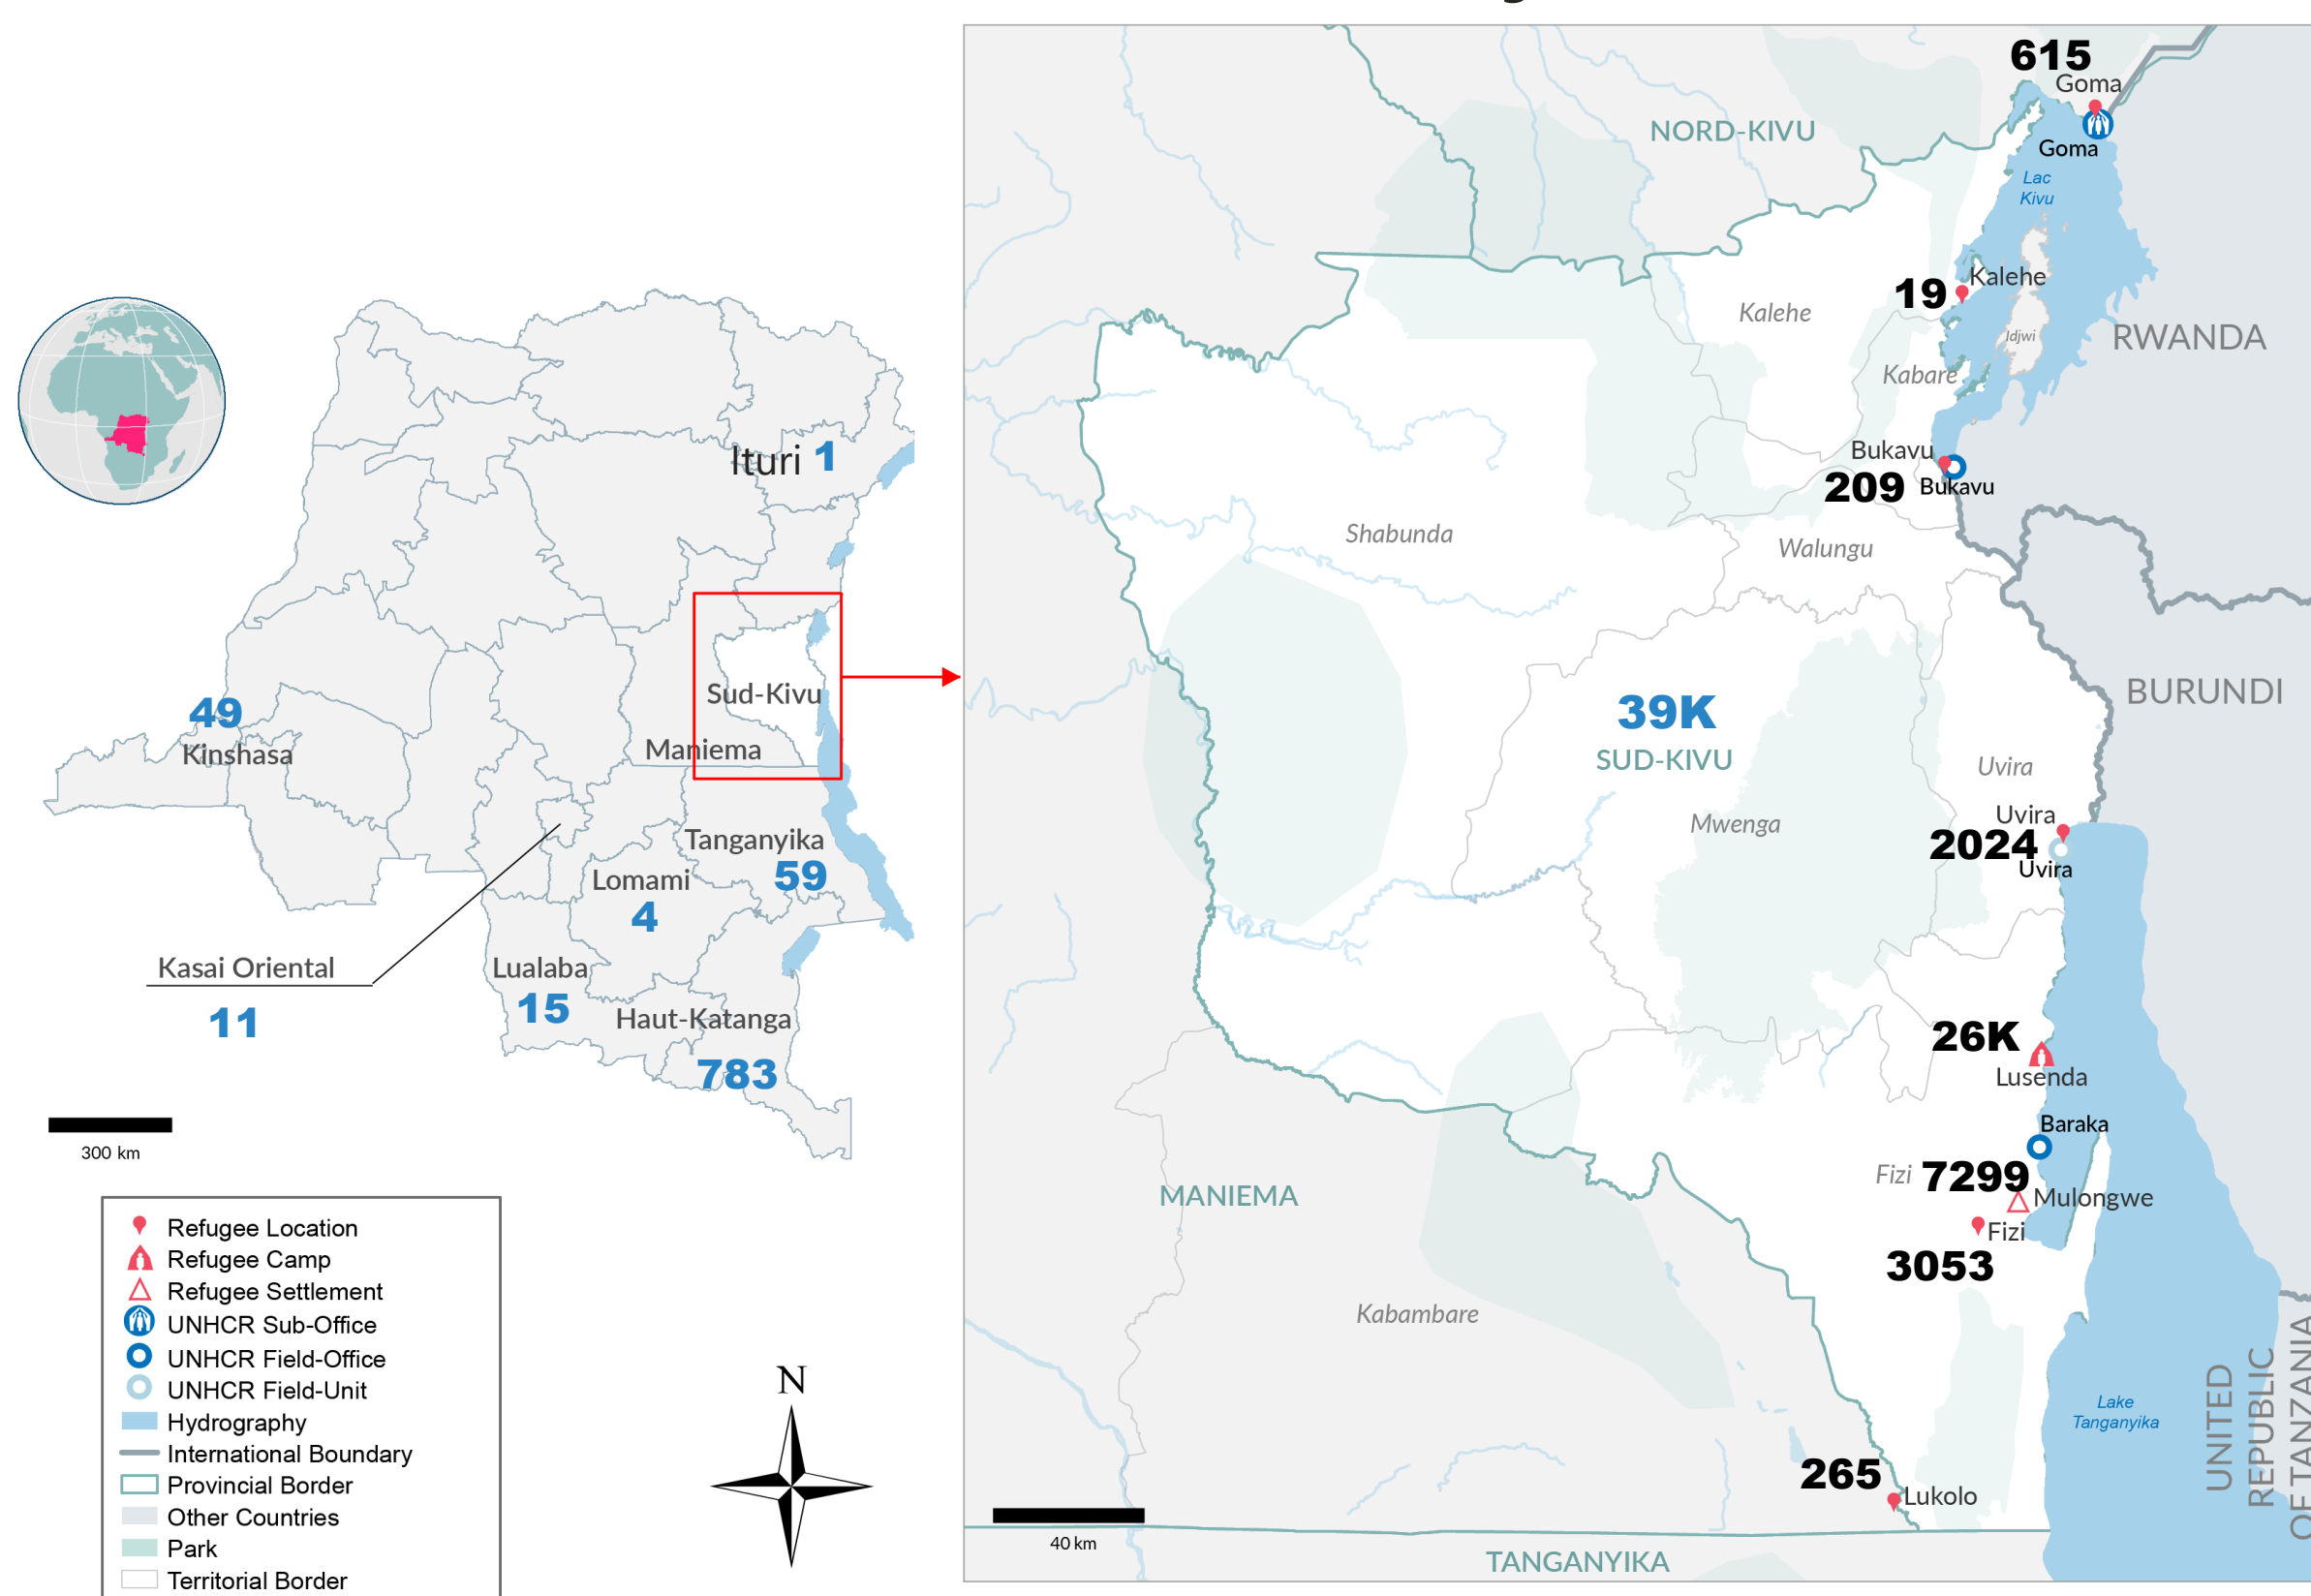 Ituri 1
Sud-Kivu
49
Kinshasa
Maniema
Tanganyika
59
Lomami
4
Kasai Oriental
11
Lualaba
15
Haut-Katanga
783
300 km
Refugee Location
Refugee Camp
Refugee Settlement
UNHCR Sub-Office
UNHCR Field-Office
UNHCR Field-Unit
Hydrography
International Boundary
Provincial Border
Other Countries
Park
Territorial Border
N
615
Goma
NORD-KIVU
Goma
Lac
Kivu
Kalehe
19
Kalehe
Idjwi
RWANDA
Kabare
Bukavu
209
Bukavu
Shabunda
Walungu
39K
SUD-KIVU
BURUNDI
Uvira
Mwenga
Uvira
2024
Uvira
26K
Lusenda
Baraka
Fizi
7299
Mulongwe
Fizi
3053
MANIEMA
Kabambare
Lake
Tanganyika
UNITED
REPUBLIC
OF TANZANIA
265
Lukolo
40 km
TANGANYIKA